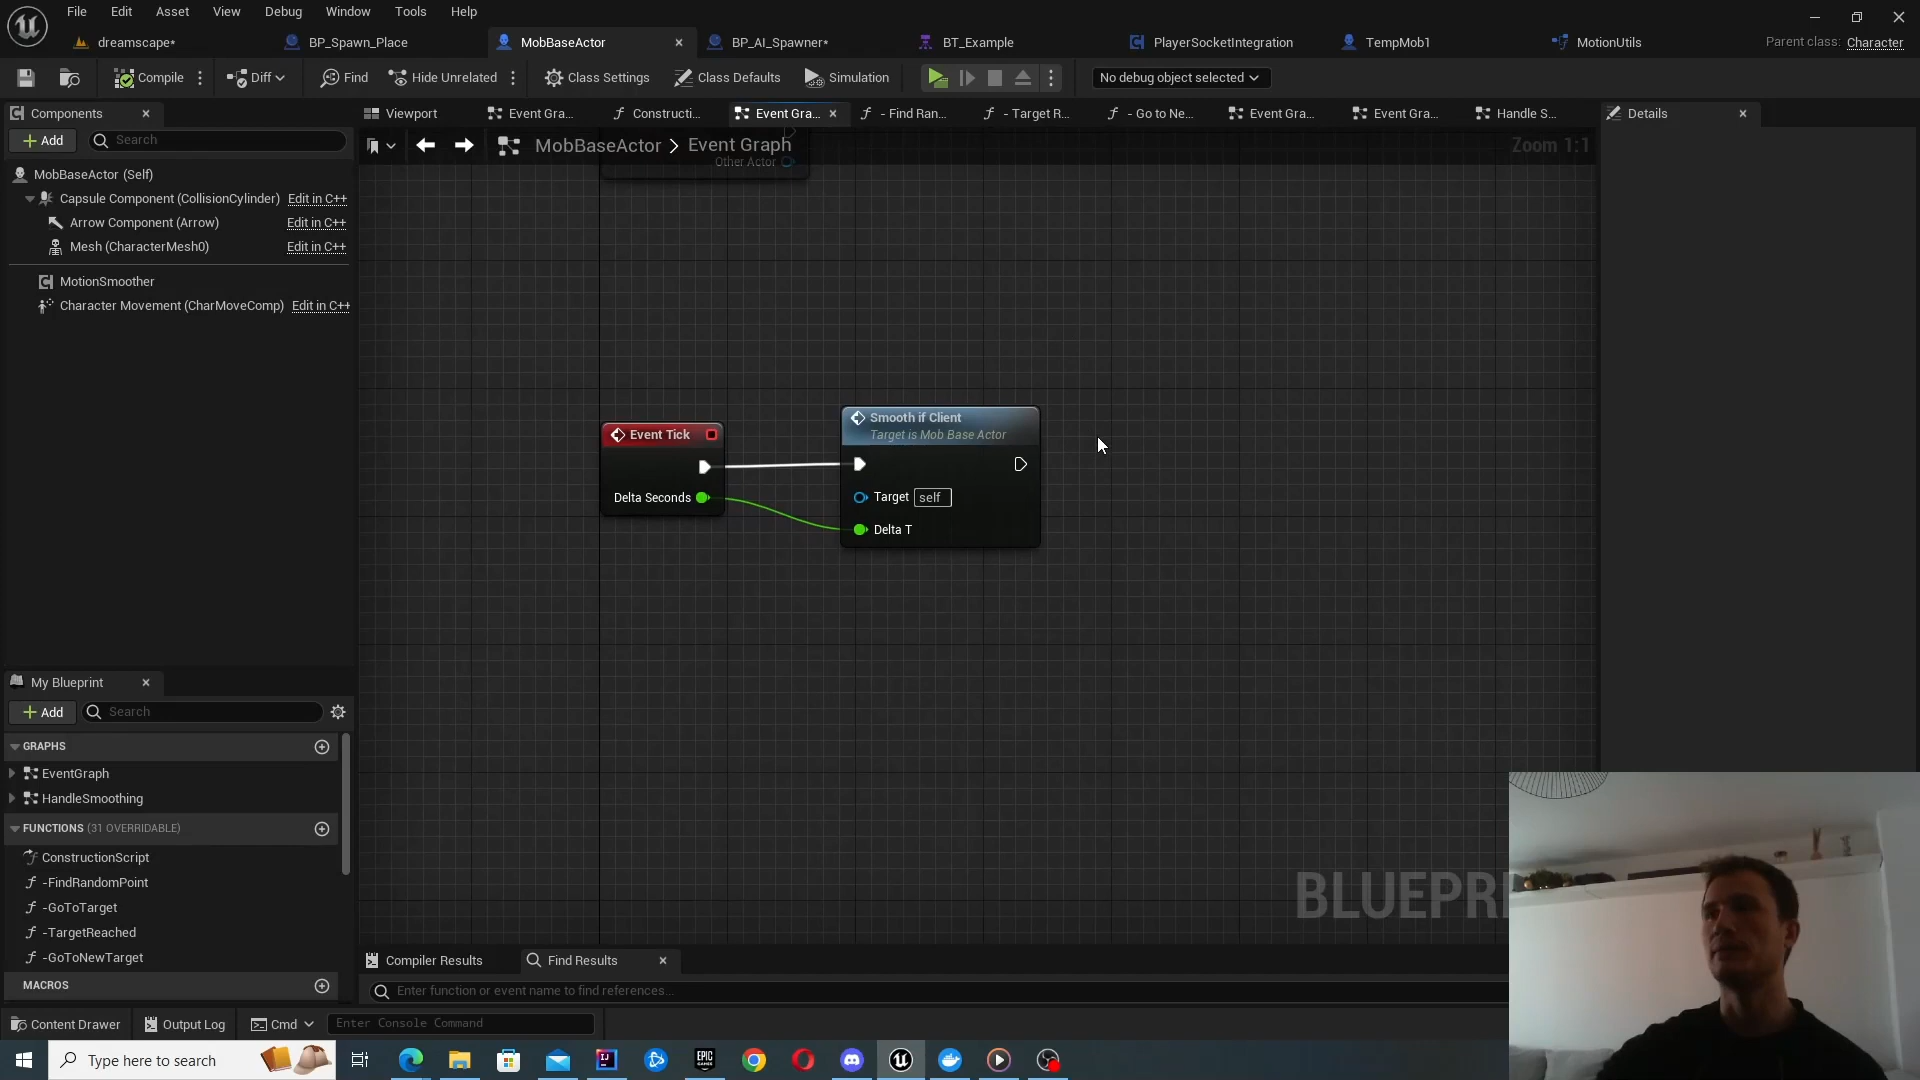 File Edit Asset View Debug Window Tools Help
dreamscape* BP_Spawn_Place MobBaseActor BP_AI_Spawner* BT_Example PlayerSocketIntegration TempMob1 MotionUtils Parent class: Character
Compile Diff Find Hide Unrelated Class Settings Class Defaults Simulation No debug object selected
Components Viewport Event Gra... Constructi... Event Gra... - Find Ran... - Target R... - Go to Ne... Event Gra... Event Gra... Handle S... Details
Add Search
MobBaseActor > Event Graph Zoom 1:1
Other Actor
MobBaseActor (Self)
Capsule Component (CollisionCylinder) Edit in C++
Arrow Component (Arrow) Edit in C++
Mesh (CharacterMesh0) Edit in C++
MotionSmoother
Character Movement (CharMoveComp) Edit in C++
Smooth if Client
Target is Mob Base Actor
Event Tick
Delta Seconds
Target self
Delta T
My Blueprint
Add Search
GRAPHS
EventGraph
HandleSmoothing
FUNCTIONS (31 OVERRIDABLE)
ConstructionScript
-FindRandomPoint
-GoToTarget
-TargetReached
-GoToNewTarget
MACROS
BLUEPRI
Compiler Results Find Results
Enter function or event name to find references...
Content Drawer Output Log Cmd Enter Console Command
Type here to search